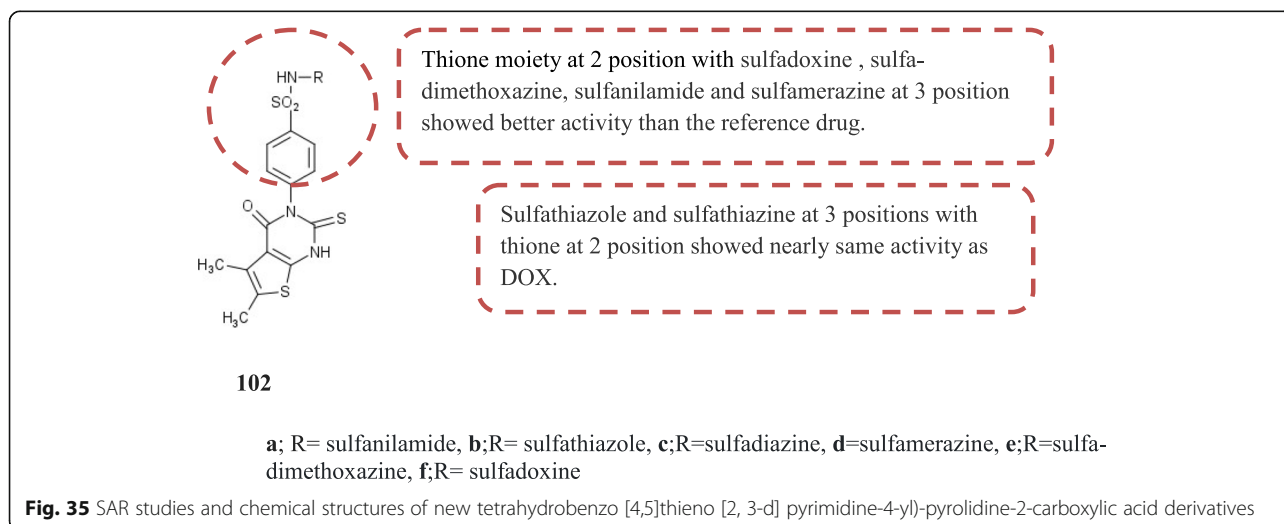 HN—R
SO2
O
N
S
NH
H3C
S
H3C
Thione moiety at 2 position with sulfadoxine , sulfa-
dimethoxazine, sulfanilamide and sulfamerazine at 3 position
showed better activity than the reference drug.
Sulfathiazole and sulfathiazine at 3 positions with
thione at 2 position showed nearly same activity as
DOX.
102
a; R= sulfanilamide, b;R= sulfathiazole, c;R=sulfadiazine, d=sulfamerazine, e;R=sulfa-
dimethoxazine, f;R= sulfadoxine
Fig. 35 SAR studies and chemical structures of new tetrahydrobenzo [4,5]thieno [2, 3-d] pyrimidine-4-yl)-pyrolidine-2-carboxylic acid derivatives